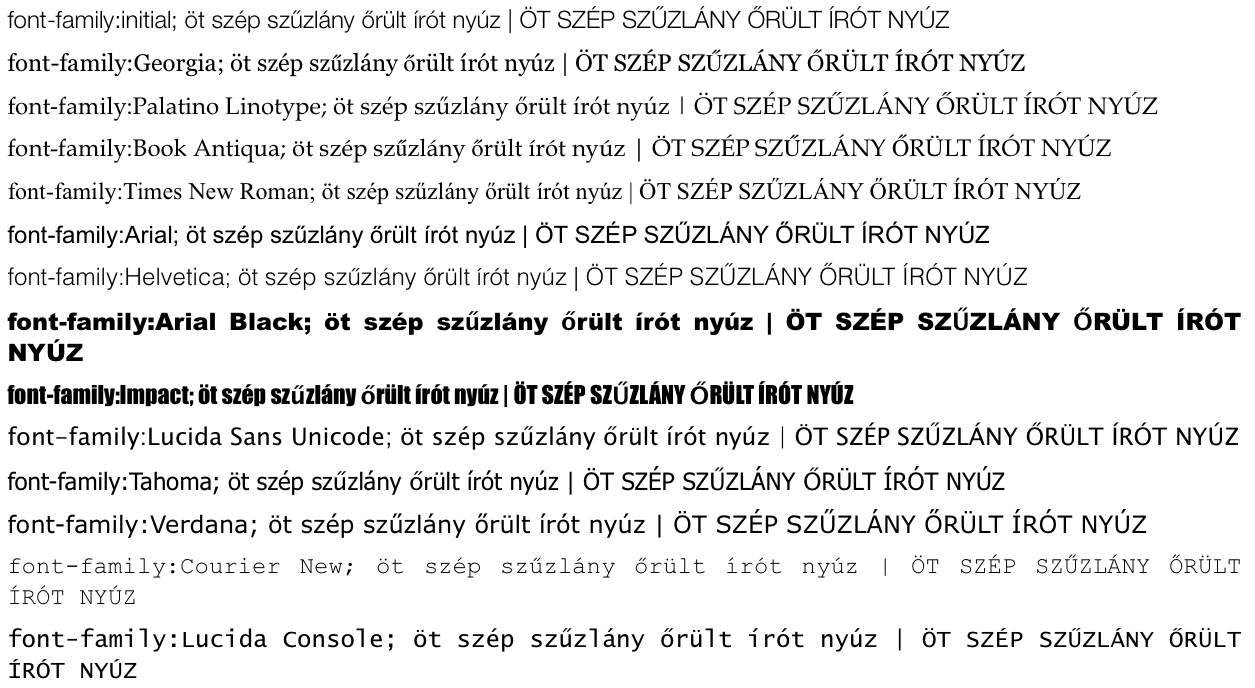 font-family:initial; öt szép szűzlány őrült írót nyúz | ÖT SZÉP SZŰZLÁNY ŐRÜLT ÍRÓT NYÚZ
font-family:Georgia; öt szép szűzlány őrült írót nyúz | ÖT SZÉP SZŰZLÁNY ŐRÜLT ÍRÓT NYÚZ
font-family:Palatino Linotype; öt szép szűzlány őrült írót nyúz | ÖT SZÉP SZŰZLÁNY ŐRÜLT ÍRÓT NYÚZ
font-family:Book Antiqua; öt szép szűzlány őrült írót nyúz | ÖT SZÉP SZŰZLÁNY ŐRÜLT ÍRÓT NYÚZ
font-family:Times New Roman; öt szép szűzlány őrült írót nyúz | ÖT SZÉP SZŰZLÁNY ŐRÜLT ÍRÓT NYÚZ
font-family:Arial; öt szép szűzlány őrült írót nyúz | ÖT SZÉP SZŰZLÁNY ŐRÜLT ÍRÓT NYÚZ
font-family:Helvetica; öt szép szűzlány őrült írót nyúz | ÖT SZÉP SZŰZLÁNY ŐRÜLT ÍRÓT NYÚZ
font-family:Arial Black; öt szép szűzlány őrült írót nyúz | ÖT SZÉP SZŰZLÁNY ŐRÜLT ÍRÓT
NYÚZ
font-family:Impact; öt szép szűzlány őrült írót nyúz | ÖT SZÉP SZŰZLÁNY ŐRÜLT ÍRÓT NYÚZ
font-family:Lucida Sans Unicode; öt szép szűzlány őrült írót nyúz | ÖT SZÉP SZŰZLÁNY ŐRÜLT ÍRÓT NYÚZ
font-family:Tahoma; öt szép szűzlány őrült írót nyúz | ÖT SZÉP SZŰZLÁNY ŐRÜLT ÍRÓT NYÚZ
font-family:Verdana; öt szép szűzlány őrült írót nyúz | ÖT SZÉP SZŰZLÁNY ŐRÜLT ÍRÓT NYÚZ
font-family:Courier New; öt szép szűzlány őrült írót nyúz | ÖT SZÉP SZŰZLÁNY ŐRÜLT
ÍRÓT NYÚZ
font-family:Lucida Console; öt szép szűzlány őrült írót nyúz | ÖT SZÉP SZŰZLÁNY ŐRÜLT
ÍRÓT NYÚZ